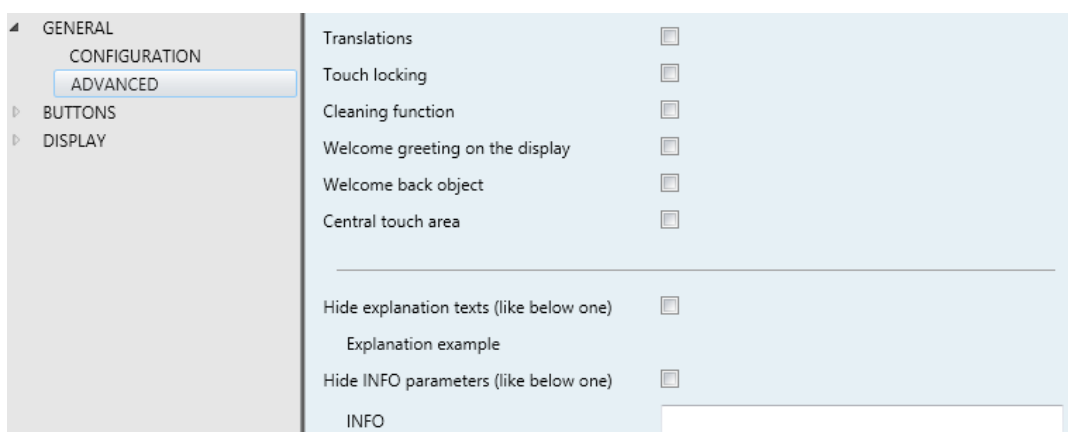 GENERAL
CONFIGURATION
ADVANCED
BUTTONS
DISPLAY
Translations
Touch locking
Cleaning function
Welcome greeting on the display
Welcome back object
Central touch area
Hide explanation texts (like below one)
Explanation example
Hide INFO parameters (like below one)
INFO